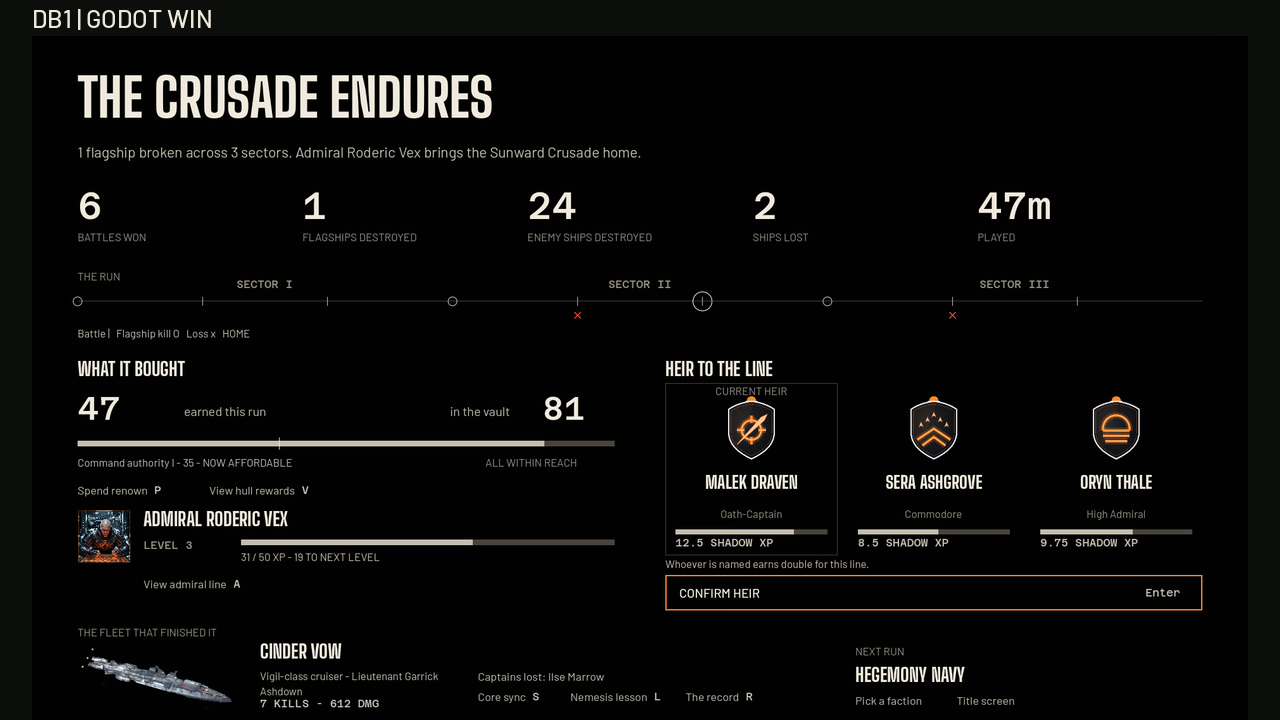 DB1 | GODOT WIN
THE CRUSADE ENDURES
1 flagship broken across 3 sectors. Admiral Roderic Vex brings the Sunward Crusade home.
6 1 24 2 47m
BATTLES WON FLAGSHIPS DESTROYED ENEMY SHIPS DESTROYED SHIPS LOST PLAYED
THE RUN
SECTOR I SECTOR II SECTOR III
Battle | Flagship kill O Loss x HOME
WHAT IT BOUGHT
47 earned this run in the vault 81
Command authority I - 35 - NOW AFFORDABLE ALL WITHIN REACH
Spend renown P View hull rewards V
ADMIRAL RODERIC VEX
LEVEL 3
31 / 50 XP - 19 TO NEXT LEVEL
View admiral line A
HEIR TO THE LINE
CURRENT HEIR
MALEK DRAVEN SERA ASHGROVE ORYN THALE
Oath-Captain Commodore High Admiral
12.5 SHADOW XP 8.5 SHADOW XP 9.75 SHADOW XP
Whoever is named earns double for this line.
CONFIRM HEIR Enter
THE FLEET THAT FINISHED IT
CINDER VOW
Vigil-class cruiser - Lieutenant Garrick
Ashdown
7 KILLS - 612 DMG
Captains lost: Ilse Marrow
Core sync S Nemesis lesson L The record R
NEXT RUN
HEGEMONY NAVY
Pick a faction Title screen